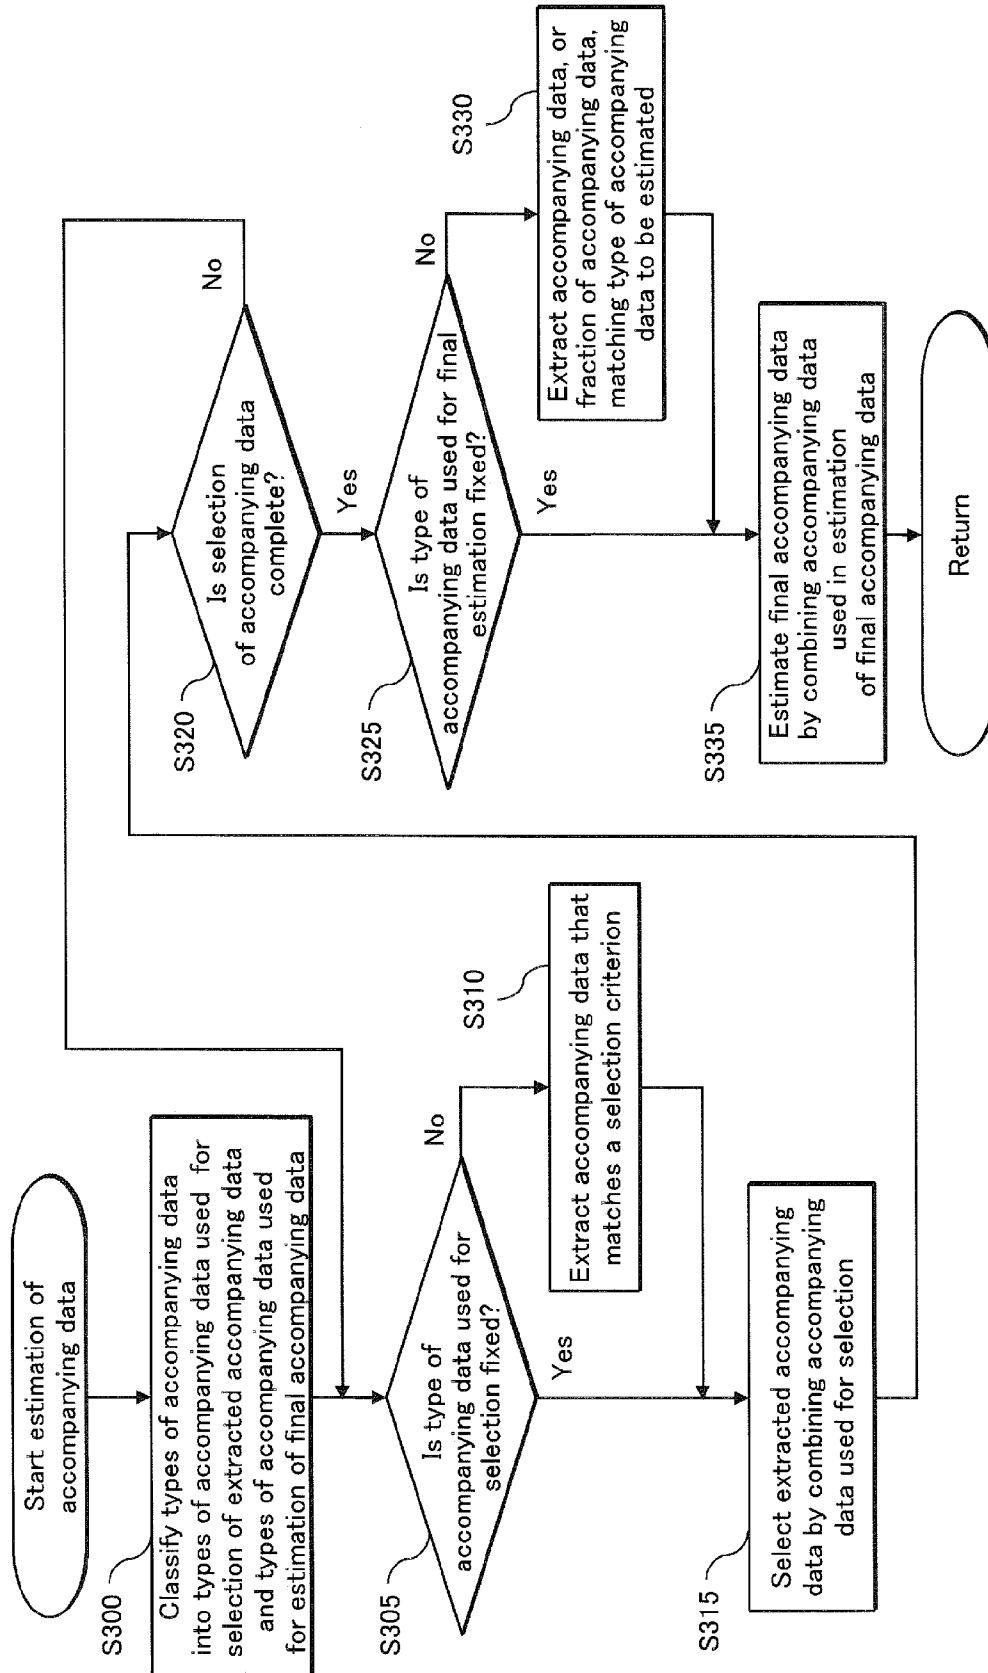 Start estimation of
accompanying data
S300
Classify types of accompanying data
into types of accompanying data used for
selection of extracted accompanying data
and types of accompanying data used
for estimation of final accompanying data
S305
Is type of
accompanying data used for
selection fixed?
No
Yes
S310
Extract accompanying data that
matches a selection criterion
S315
Select extracted accompanying
data by combining accompanying
data used for selection
S320
Is selection
of accompanying data
complete?
No
Yes
S325
Is type of
accompanying data used for final
estimation fixed?
No
Yes
S330
Extract accompanying data, or
fraction of accompanying data,
matching type of accompanying
data to be estimated
S335
Estimate final accompanying data
by combining accompanying data
used in estimation
of final accompanying data
Return